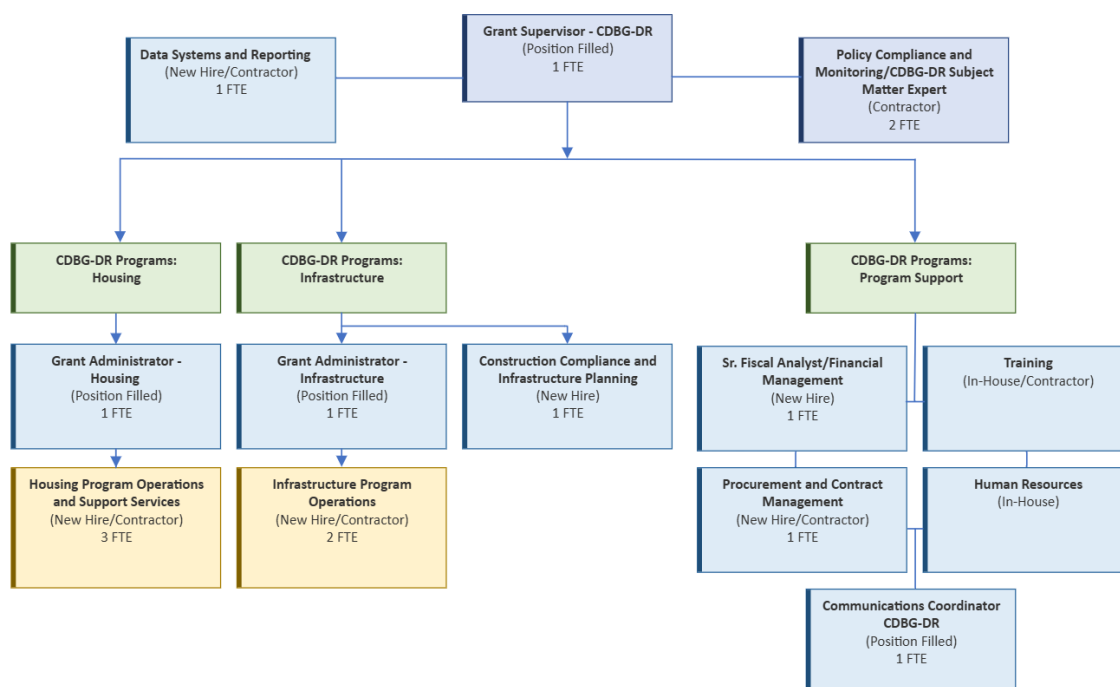 Grant Supervisor - CDBG-DR
(Position Filled)
1 FTE
Data Systems and Reporting
(New Hire/Contractor)
1 FTE
Policy Compliance and
Monitoring/CDBG-DR Subject
Matter Expert
(Contractor)
2 FTE
CDBG-DR Programs:
Housing
CDBG-DR Programs:
Infrastructure
CDBG-DR Programs:
Program Support
Grant Administrator -
Housing
(Position Filled)
1 FTE
Grant Administrator -
Infrastructure
(Position Filled)
1 FTE
Construction Compliance and
Infrastructure Planning
(New Hire)
1 FTE
Sr. Fiscal Analyst/Financial
Management
(New Hire)
1 FTE
Training
(In-House/Contractor)
Housing Program Operations
and Support Services
(New Hire/Contractor)
3 FTE
Infrastructure Program
Operations
(New Hire/Contractor)
2 FTE
Procurement and Contract
Management
(New Hire/Contractor)
1 FTE
Human Resources
(In-House)
Communications Coordinator
CDBG-DR
(Position Filled)
1 FTE